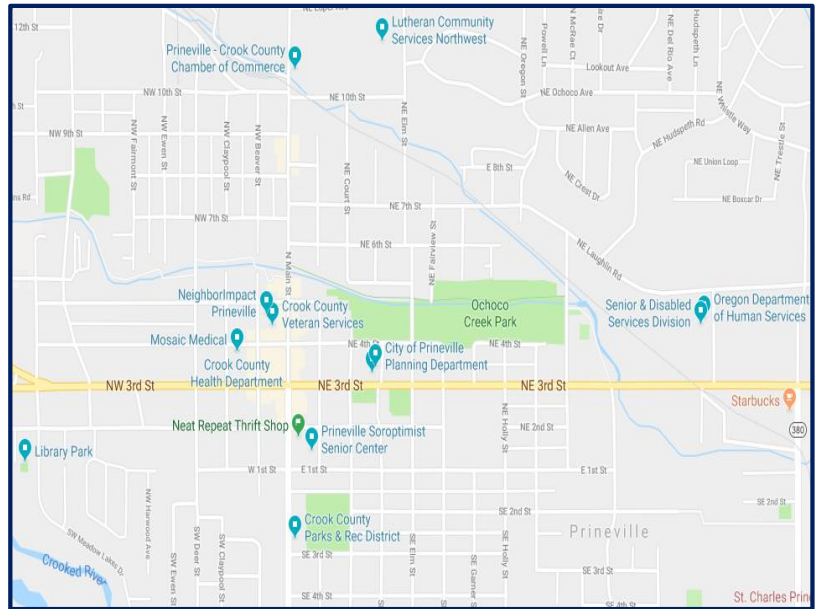 NE Loper Ave
12th St
Lutheran Community
Services Northwest
Prineville - Crook County
Chamber of Commerce
NE Oregon St
Powell Ln
N McRae Ct
ire Dr
NE Del Rio Ave
Hudspeth Ln
Lookout Ave
NW 10th St
NE 10th St
NE Ochoco Ave
NE Elm St
NE Whistle Way
h St
NW 9th St
NW Fairmont St
NW Ewen St
NW Claypool St
NW Beaver St
NE Allen Ave
NE Hudspeth Rd
NE Trestle St
NE Court St
E 8th St
NE Union Loop
NE Crest Dr
NE Boxcar Dr
ns Rd
NE 7th St
NW 7th St
NE 6th St
NE Fairview St
NE Laughlin Rd
N Main St
NeighborImpact
Prineville
Crook County
Veteran Services
Ochoco
Creek Park
Senior & Disabled
Services Division
Oregon Department
of Human Services
Mosaic Medical
NE 4th St
City of Prineville
Planning Department
NE 4th St
Crook County
Health Department
NW 3rd St
NE 3rd St
NE 3rd St
Starbucks
Neat Repeat Thrift Shop
Prineville Soroptimist
Senior Center
NE Holly St
NE 2nd St
380
Library Park
W 1st St
E 1st St
E 1st St
NW Harwood Ave
SE 2nd St
SE 2nd St
Crook County
Parks & Rec District
Prineville
SW Meadow Lakes Dr
SW Deer St
SW Claypool St
SW Ewen St
SE Elm St
SE Holly St
SE Garner St
Crooked River
SE 3rd St
SE 3rd St
SE 4th St
SE 4th St
St. Charles Prin